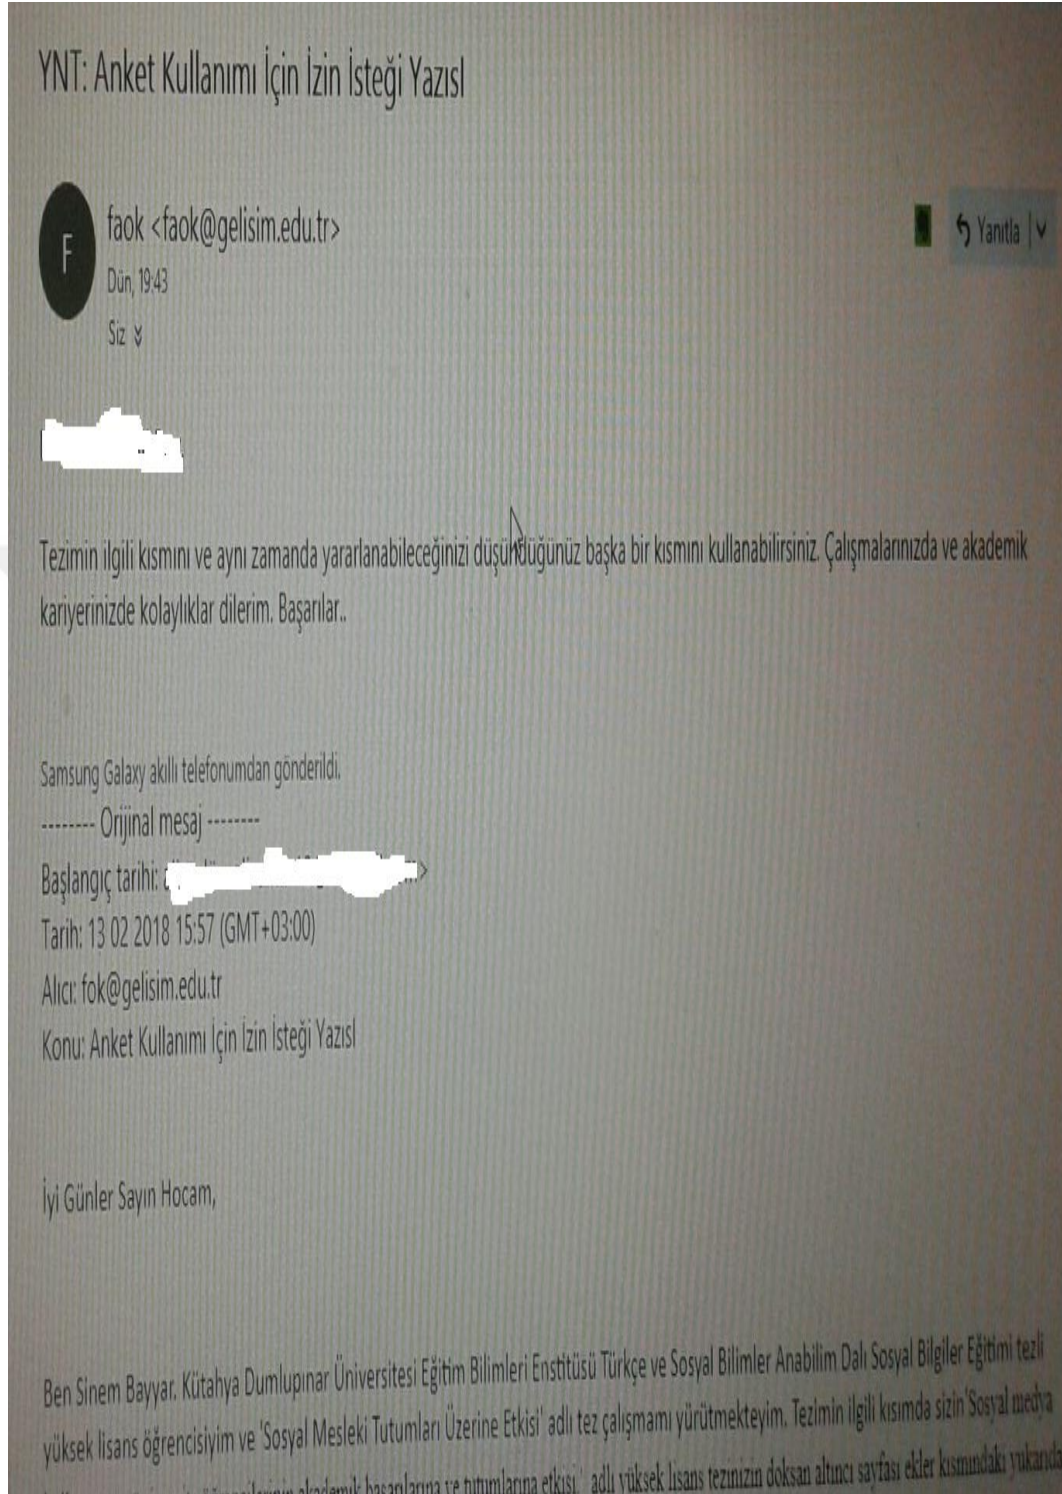 YNT: Anket Kullanımı İçin İzin İsteği Yazısl
F
faok <faok@gelisim.edu.tr>
Yanıtla
Dün, 19:43
Siz
Tezimin ilgili kısmını ve aynı zamanda yararlanabileceğinizi düşündüğünüz başka bir kısmını kullanabilirsiniz. Çalışmalarınızda ve akademik
kariyerinizde kolaylıklar dilerim. Başarılar..
Samsung Galaxy akıllı telefonumdan gönderildi.
-------- Orijinal mesaj --------
Başlangıç tarihi: >
Tarih: 13 02 2018 15:57 (GMT+03:00)
Alıcı: fok@gelisim.edu.tr
Konu: Anket Kullanımı İçin İzin İsteği Yazısl
İyi Günler Sayın Hocam,
Ben Sinem Bayyar. Kütahya Dumlupınar Üniversitesi Eğitim Bilimleri Enstitüsü Türkçe ve Sosyal Bilimler Anabilim Dalı Sosyal Bilgiler Eğitimi tezli
yüksek lisans öğrencisiyim ve 'Sosyal Mesleki Tutumları Üzerine Etkisi' adlı tez çalışmamı yürütmekteyim. Tezimin ilgili kısımda sizin 'Sosyal medya
akademik başarılarına ve tutumlarına etkisi.' adlı yüksek lisans tezinizin doksan altıncı sayfası ekler kısmındaki yukarıda